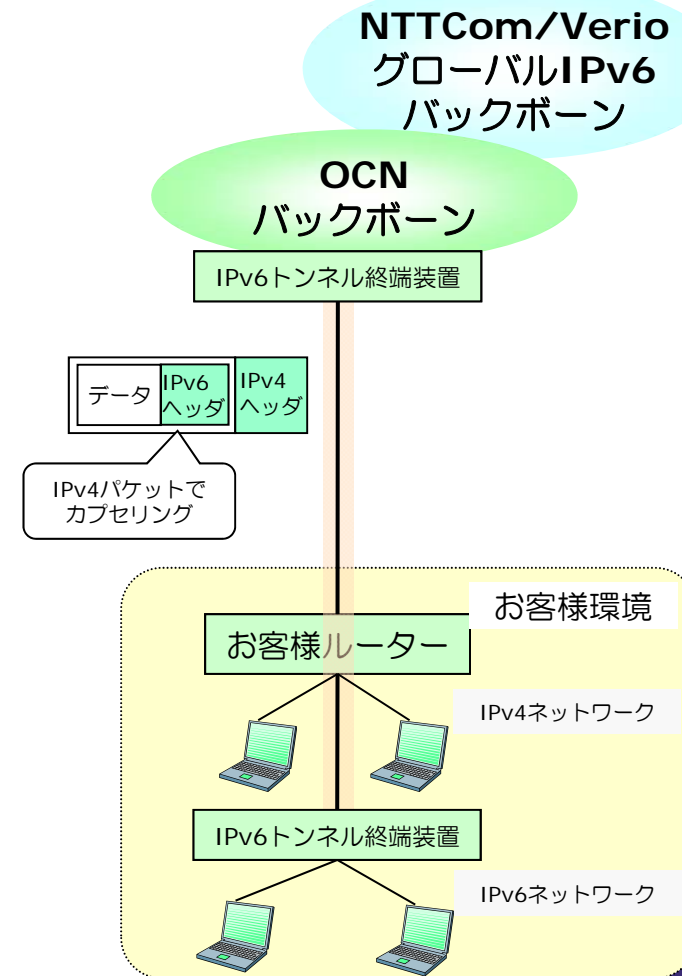 NTTCom/Verio
グローバルIPv6
バックボーン
OCN
バックボーン
IPv6トンネル終端装置
データ
IPv6
ヘッダ
IPv4
ヘッダ
IPv4パケットで
カプセリング
お客様環境
お客様ルーター
IPv4ネットワーク
IPv6トンネル終端装置
IPv6ネットワーク